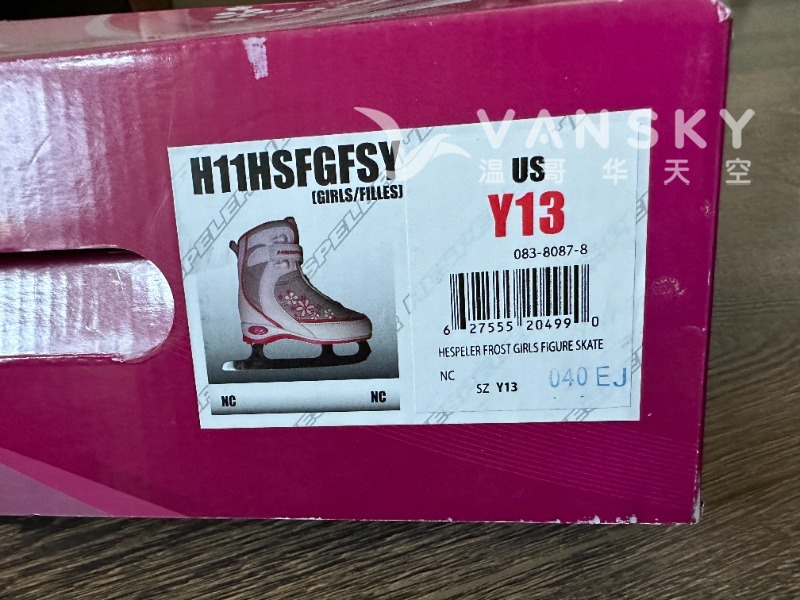 VANSKY
温哥华天空
H11HSFGFSY
(GIRLS/FILLES)
US
Y13
083-8087-8
6 27555 20499 0
HESPELER FROST GIRLS FIGURE SKATE
NC
SZ Y13
040 EJ
NC NC